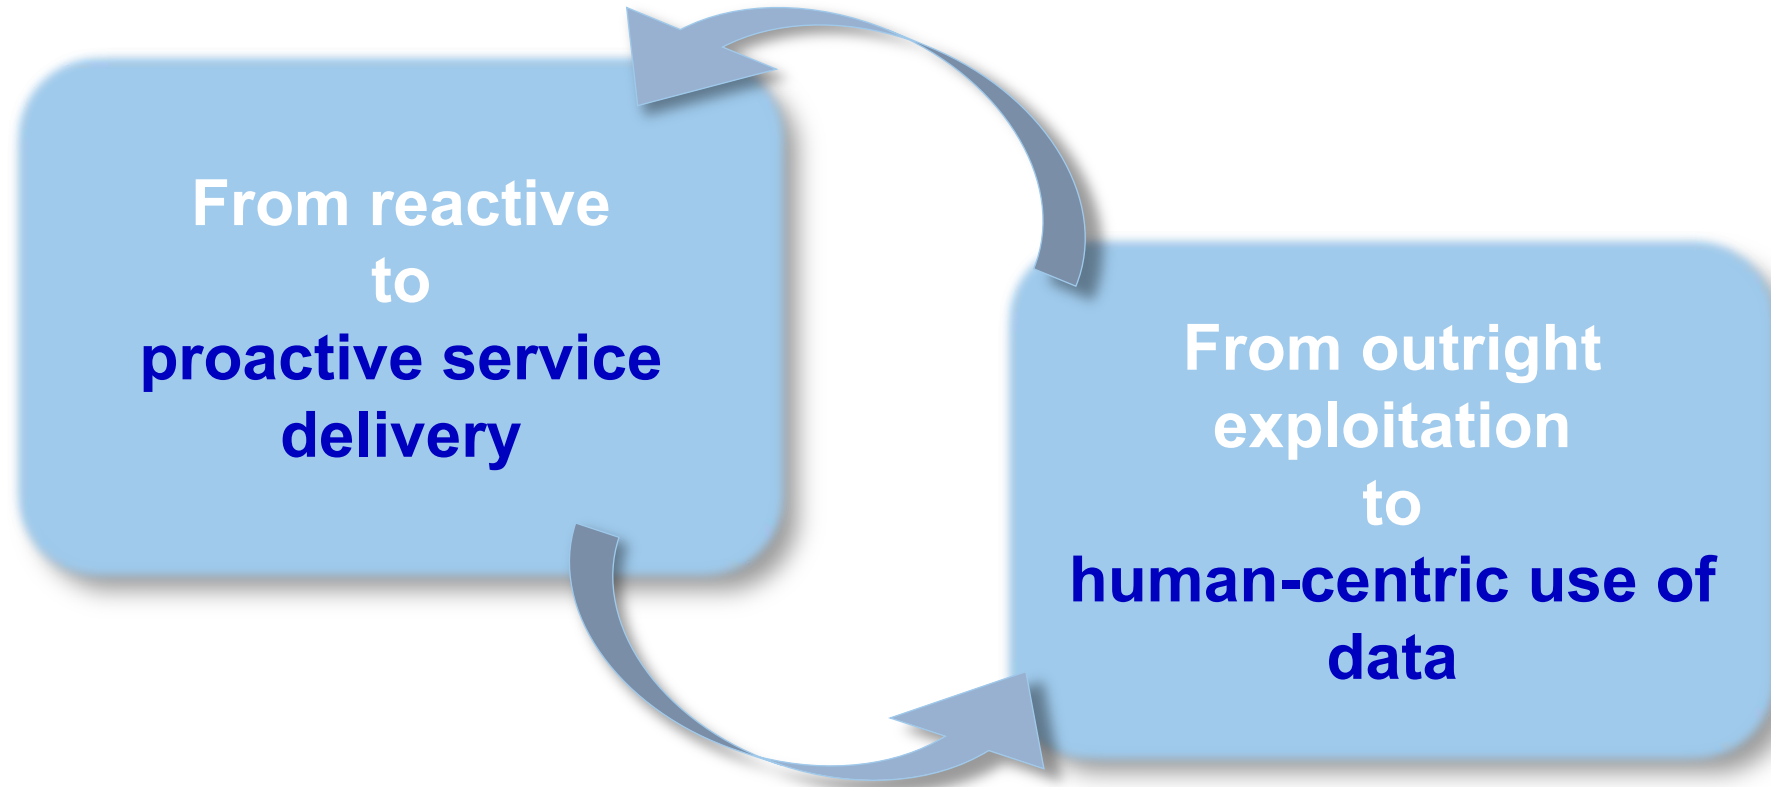 From reactive
to
proactive service
delivery
From outright
exploitation
to
human-centric use of
data